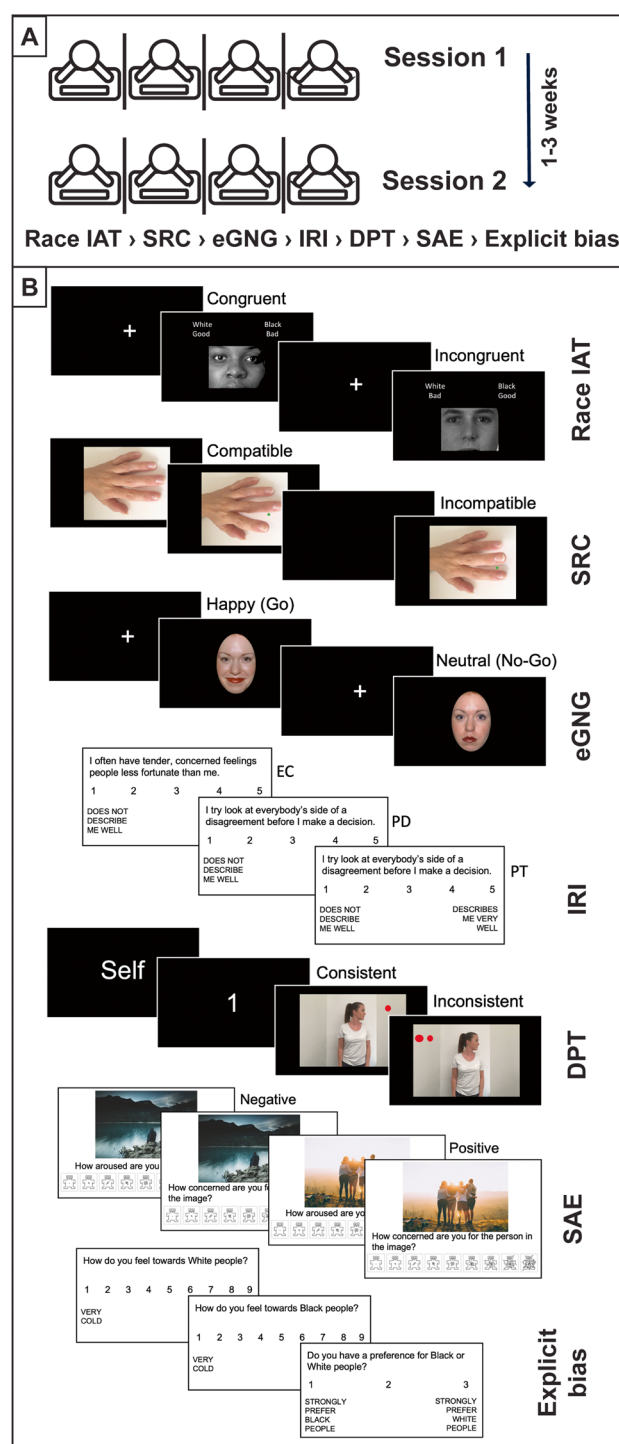 A
Session 1
1-3 weeks
Session 2
Race IAT › SRC › eGNG › IRI › DPT › SAE › Explicit bias
B
Congruent
White Black
Good Bad
Incongruent
White Black
Bad Good
Race IAT
Compatible
Incompatible
SRC
Happy (Go)
Neutral (No-Go)
eGNG
I often have tender, concerned feelings
people less fortunate than me.
1 2 3 4 5
DOES NOT
DESCRIBE
ME WELL
EC
I try look at everybody's side of a
disagreement before I make a decision.
1 2 3 4 5
DOES NOT
DESCRIBE
ME WELL
PD
I try look at everybody's side of a
disagreement before I make a decision.
1 2 3 4 5
DOES NOT DESCRIBES
DESCRIBE ME VERY
ME WELL WELL
PT
IRI
Self
1
Consistent
Inconsistent
DPT
Negative
How aroused are you
How concerned are you fo
the image?
Positive
How aroused are yo
How concerned are you for the person in
the image?
SAE
How do you feel towards White people?
1 2 3 4 5 6 7 8 9
VERY
COLD
How do you feel towards Black people?
1 2 3 4 5 6 7 8 9
VERY
COLD
Do you have a preference for Black or
White people?
1 2 3
STRONGLY STRONGLY
PREFER PREFER
BLACK WHITE
PEOPLE PEOPLE
Explicit
bias